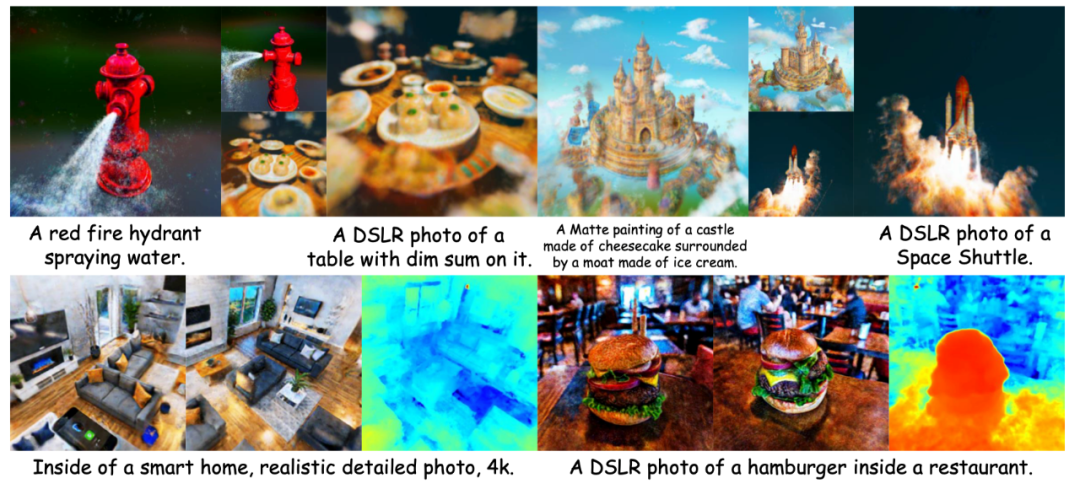 A red fire hydrant
spraying water.
A DSLR photo of a
table with dim sum on it.
A Matte painting of a castle
made of cheesecake surrounded
by a moat made of ice cream.
A DSLR photo of a
Space Shuttle.
Inside of a smart home, realistic detailed photo, 4k.
A DSLR photo of a hamburger inside a restaurant.